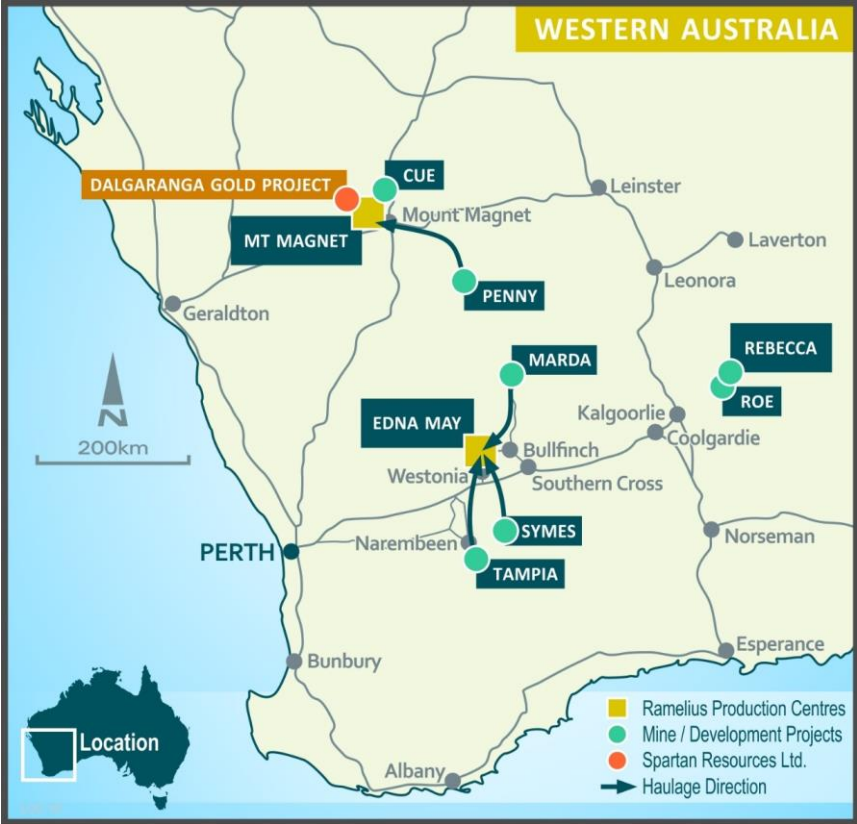 WESTERN AUSTRALIA
CUE
DALGARANGA GOLD PROJECT
Leinster
Mount Magnet
MT MAGNET
Laverton
Leonora
PENNY
Geraldton
REBECCA
MARDA
ROE
N
EDNA MAY
Kalgoorlie
200km
Coolgardie
Bullfinch
Westonia
Southern Cross
SYMES
Norseman
Narembeen
PERTH
TAMPIA
Esperance
Bunbury
Ramelius Production Centres
Mine / Development Projects
Location
Spartan Resources Ltd.
Albany
Haulage Direction